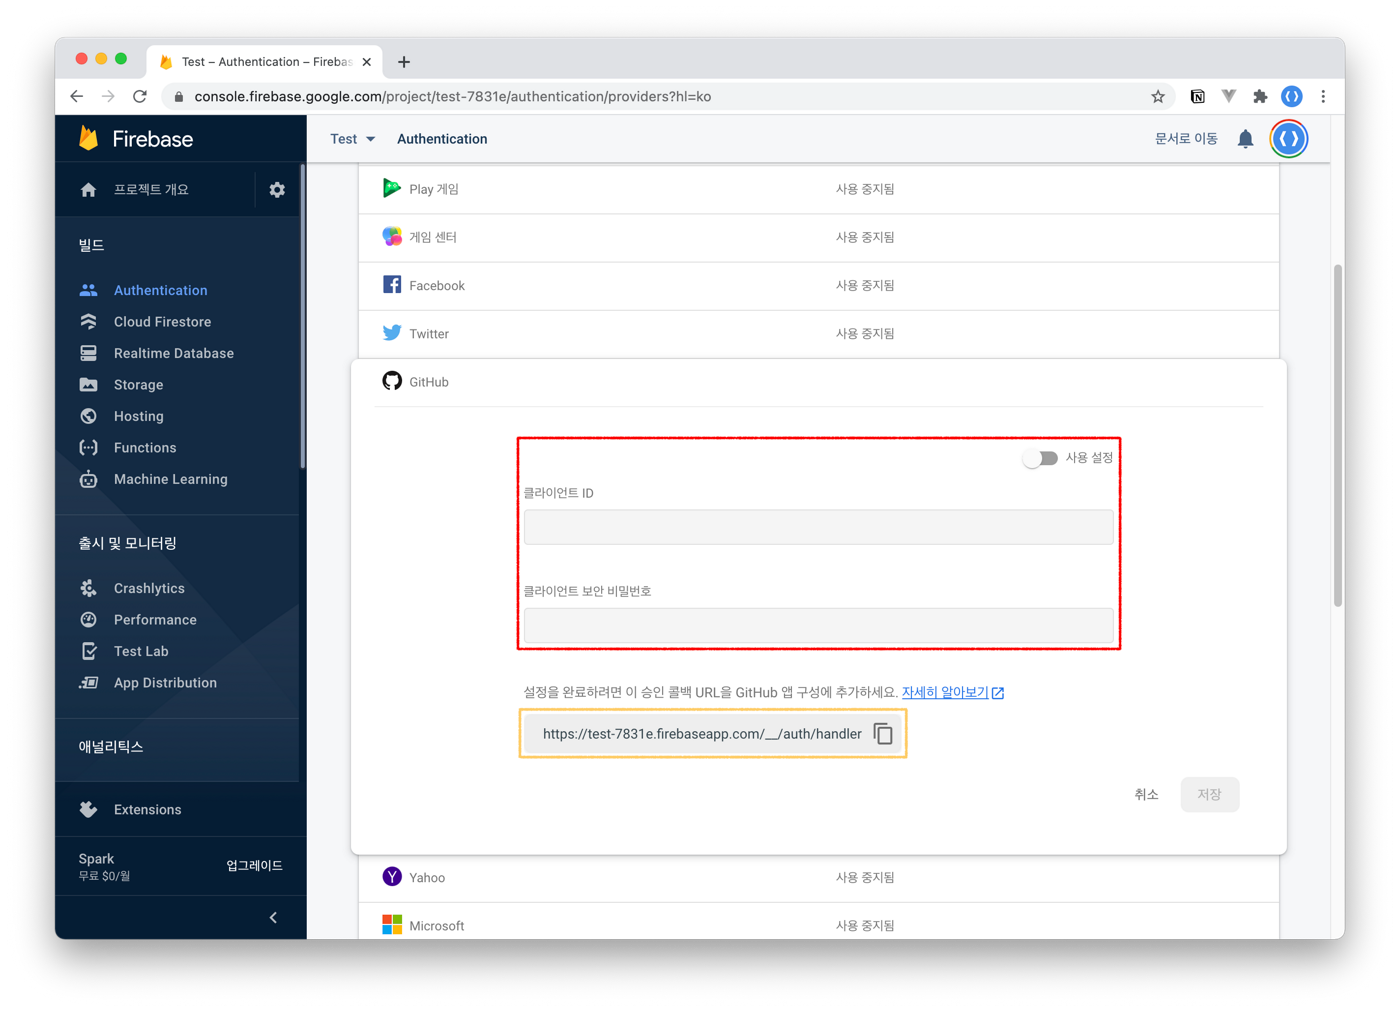 Test – Authentication – Firebas
console.firebase.google.com/project/test-7831e/authentication/providers?hl=ko
Firebase
Test
Authentication
문서로 이동
프로젝트 개요
빌드
Authentication
Cloud Firestore
Realtime Database
Storage
Hosting
Functions
Machine Learning
출시 및 모니터링
Crashlytics
Performance
Test Lab
App Distribution
애널리틱스
Extensions
Spark
무료 $0/월
업그레이드
Play 게임 사용 중지됨
게임 센터 사용 중지됨
Facebook 사용 중지됨
Twitter 사용 중지됨
GitHub
사용 설정
클라이언트 ID
클라이언트 보안 비밀번호
설정을 완료하려면 이 승인 콜백 URL을 GitHub 앱 구성에 추가하세요. 자세히 알아보기
https://test-7831e.firebaseapp.com/__/auth/handler
취소 저장
Yahoo 사용 중지됨
Microsoft 사용 중지됨